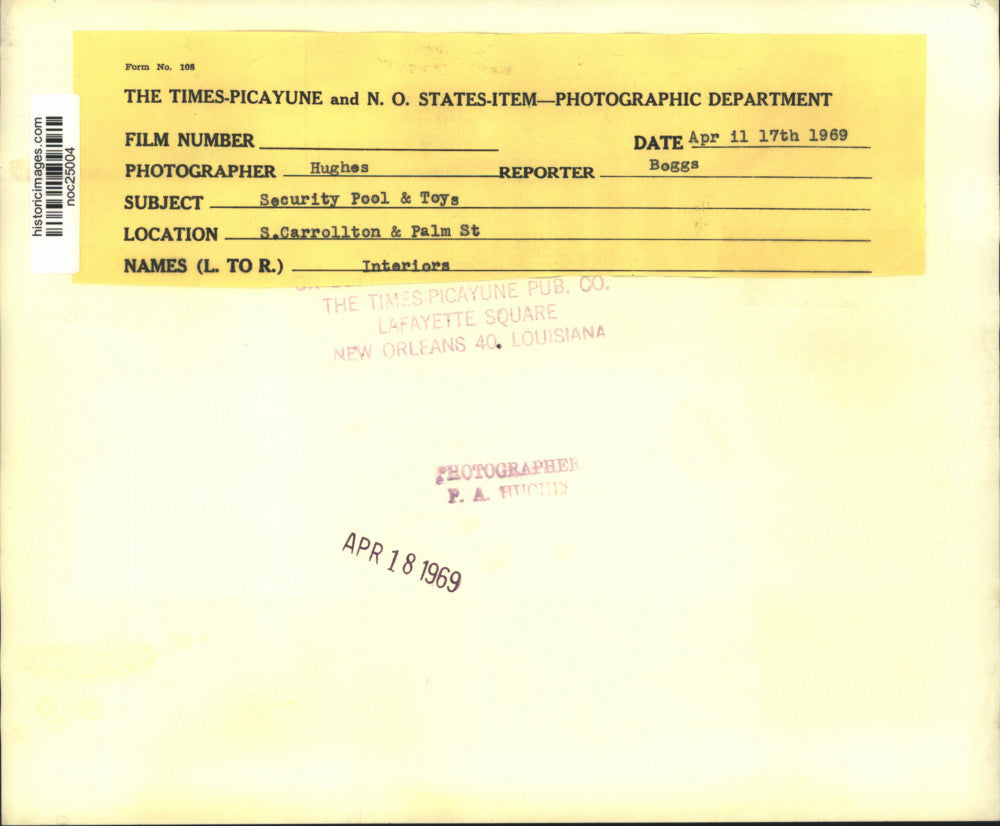 Form No. 168
THE TIMES-PICAYUNE and N. O. STATES-ITEM—PHOTOGRAPHIC DEPARTMENT
FILM NUMBER
DATE Apr il 17th 1969
PHOTOGRAPHER Hughes REPORTER Boggs
SUBJECT Security Pool & Toys
LOCATION S.Carrollton & Palm St
NAMES (L. TO R.) Interiors
historicimages.com
noc25004
THE TIMES-PICAYUNE PUB. CO.
LAFAYETTE SQUARE
NEW ORLEANS 40, LOUISIANA
PHOTOGRAPHER
P. A. HUGHES
APR 18 1969